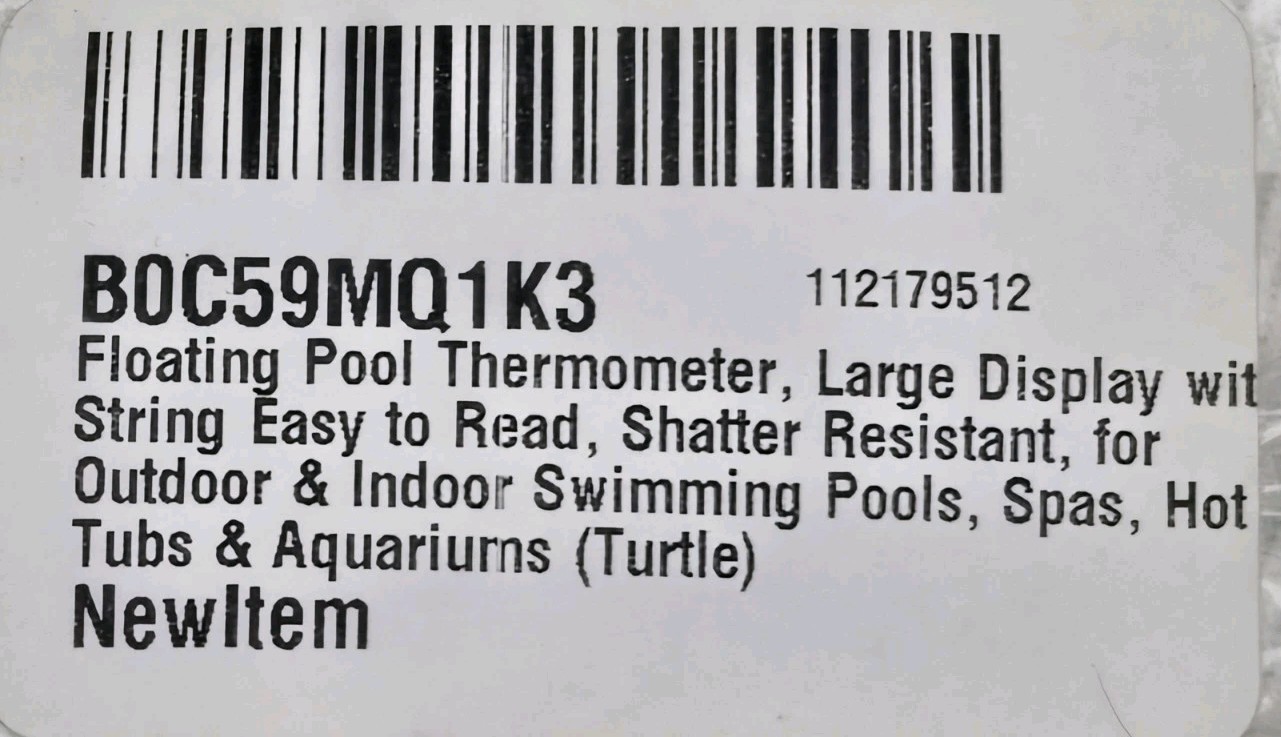 B0C59MQ1K3 112179512
Floating Pool Thermometer, Large Display wit
String Easy to Read, Shatter Resistant, for
Outdoor & Indoor Swimming Pools, Spas, Hot
Tubs & Aquariums (Turtle)
NewItem